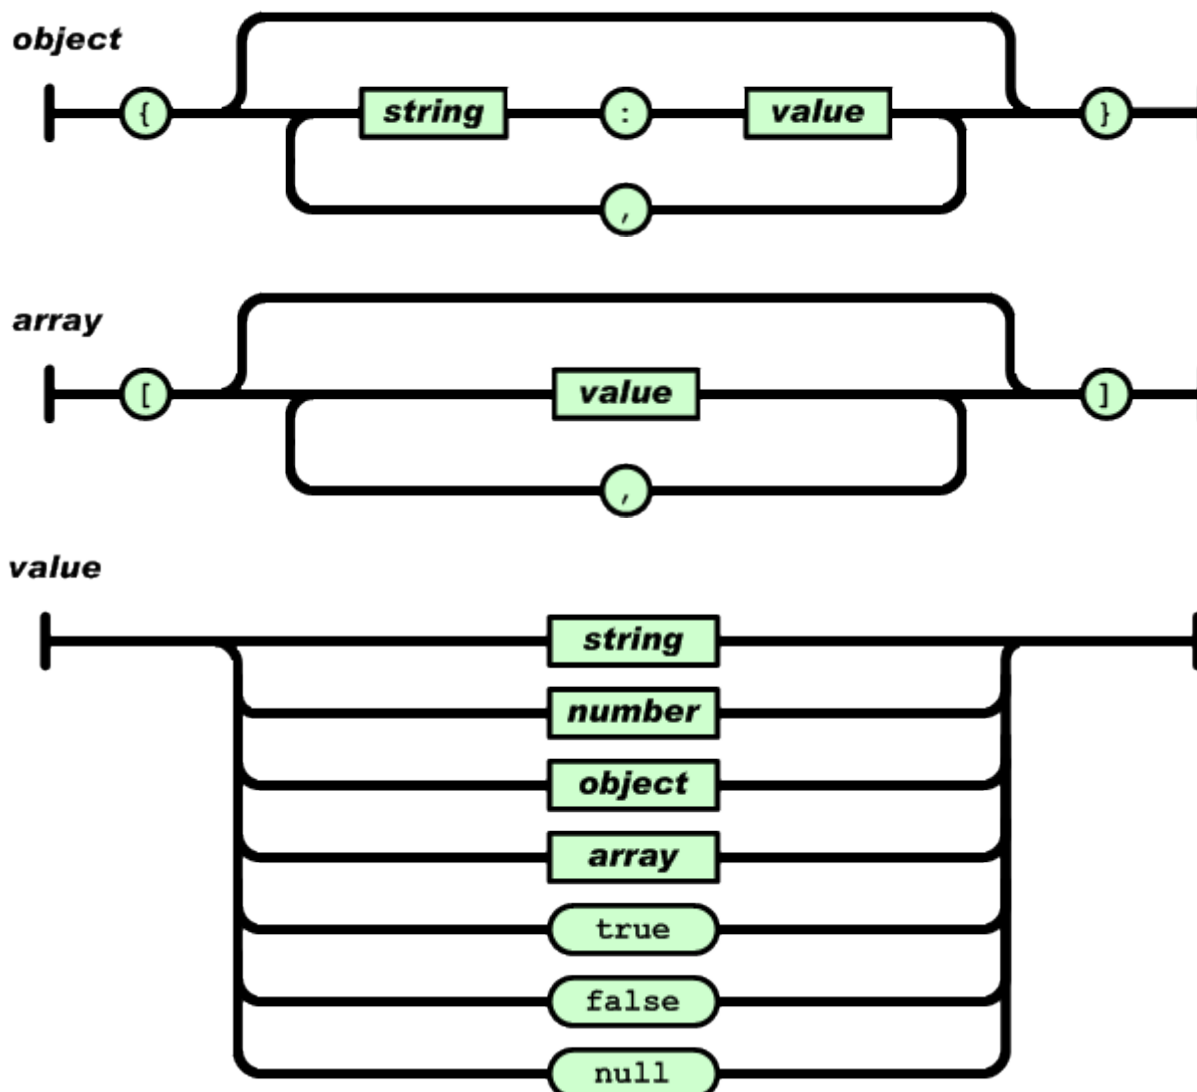 object
{ string : value }
,
array
[ value ]
,
value
string
number
object
array
true
false
null